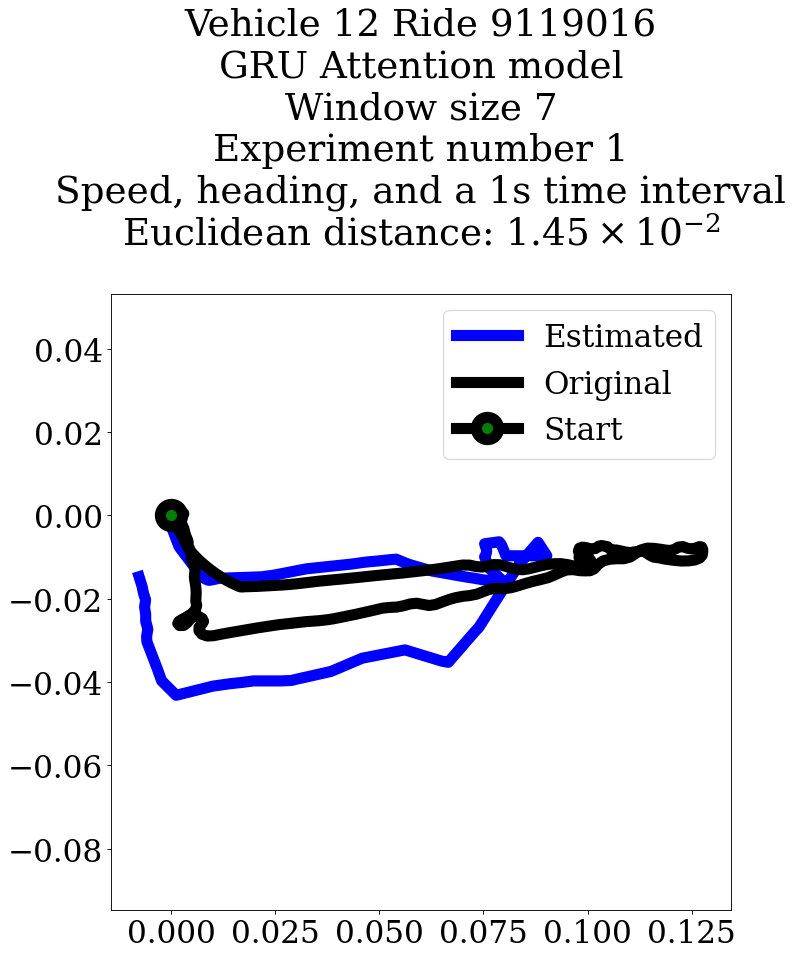 Vehicle 12 Ride 9119016
GRU Attention model
Window size 7
Experiment number 1
Speed, heading, and a 1s time interval
Euclidean distance: 1.45 × 10⁻²
Estimated
Original
Start
0.04
0.02
0.00
−0.02
−0.04
−0.06
−0.08
0.000 0.025 0.050 0.075 0.100 0.125